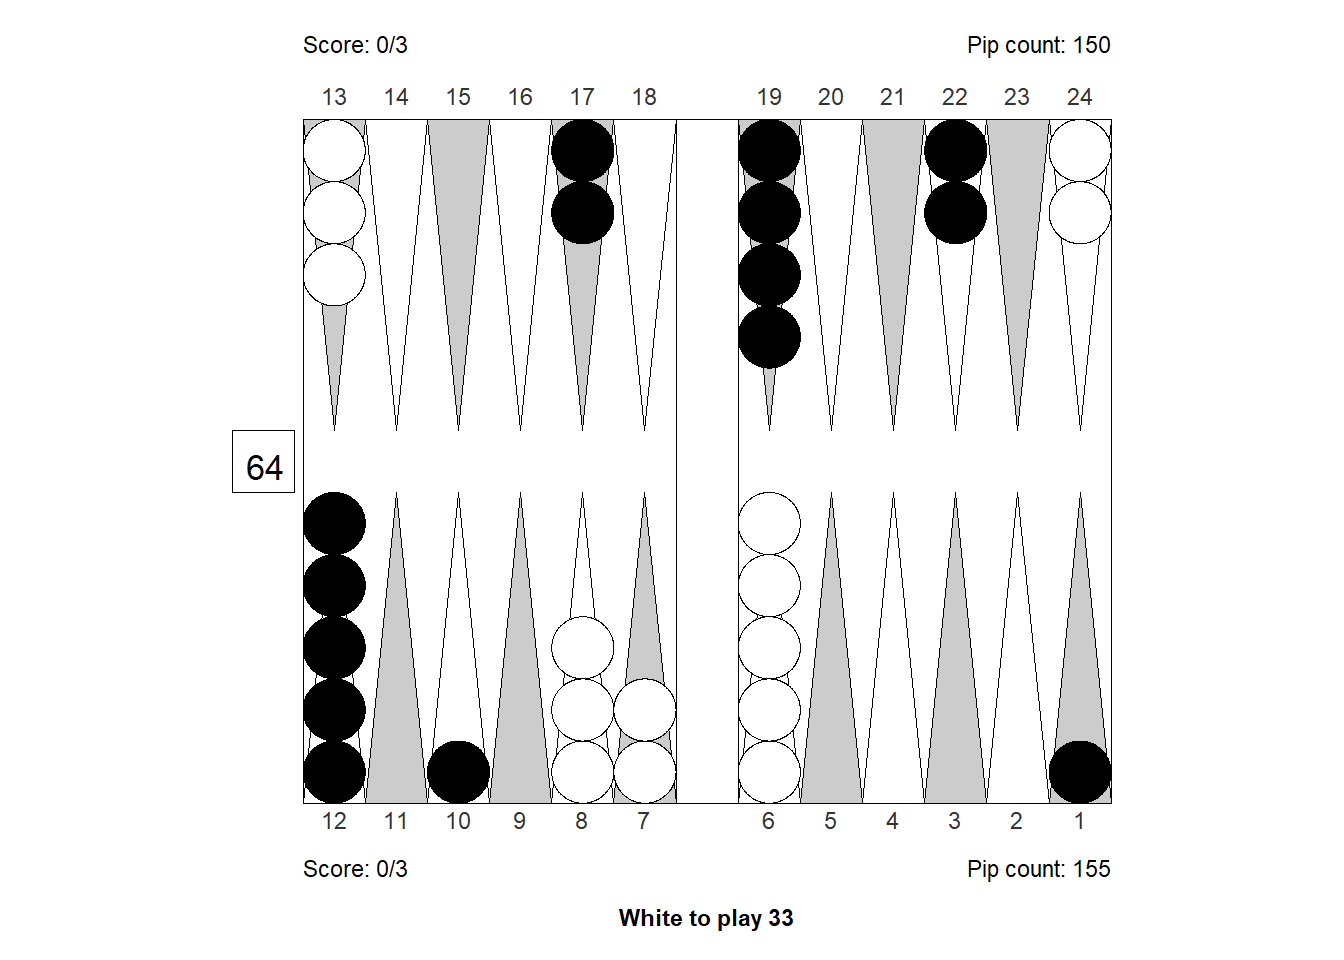 Score: 0/3 Pip count: 150
13 14 15 16 17 18 19 20 21 22 23 24
64
12 11 10 9 8 7 6 5 4 3 2 1
Score: 0/3 Pip count: 155
White to play 33